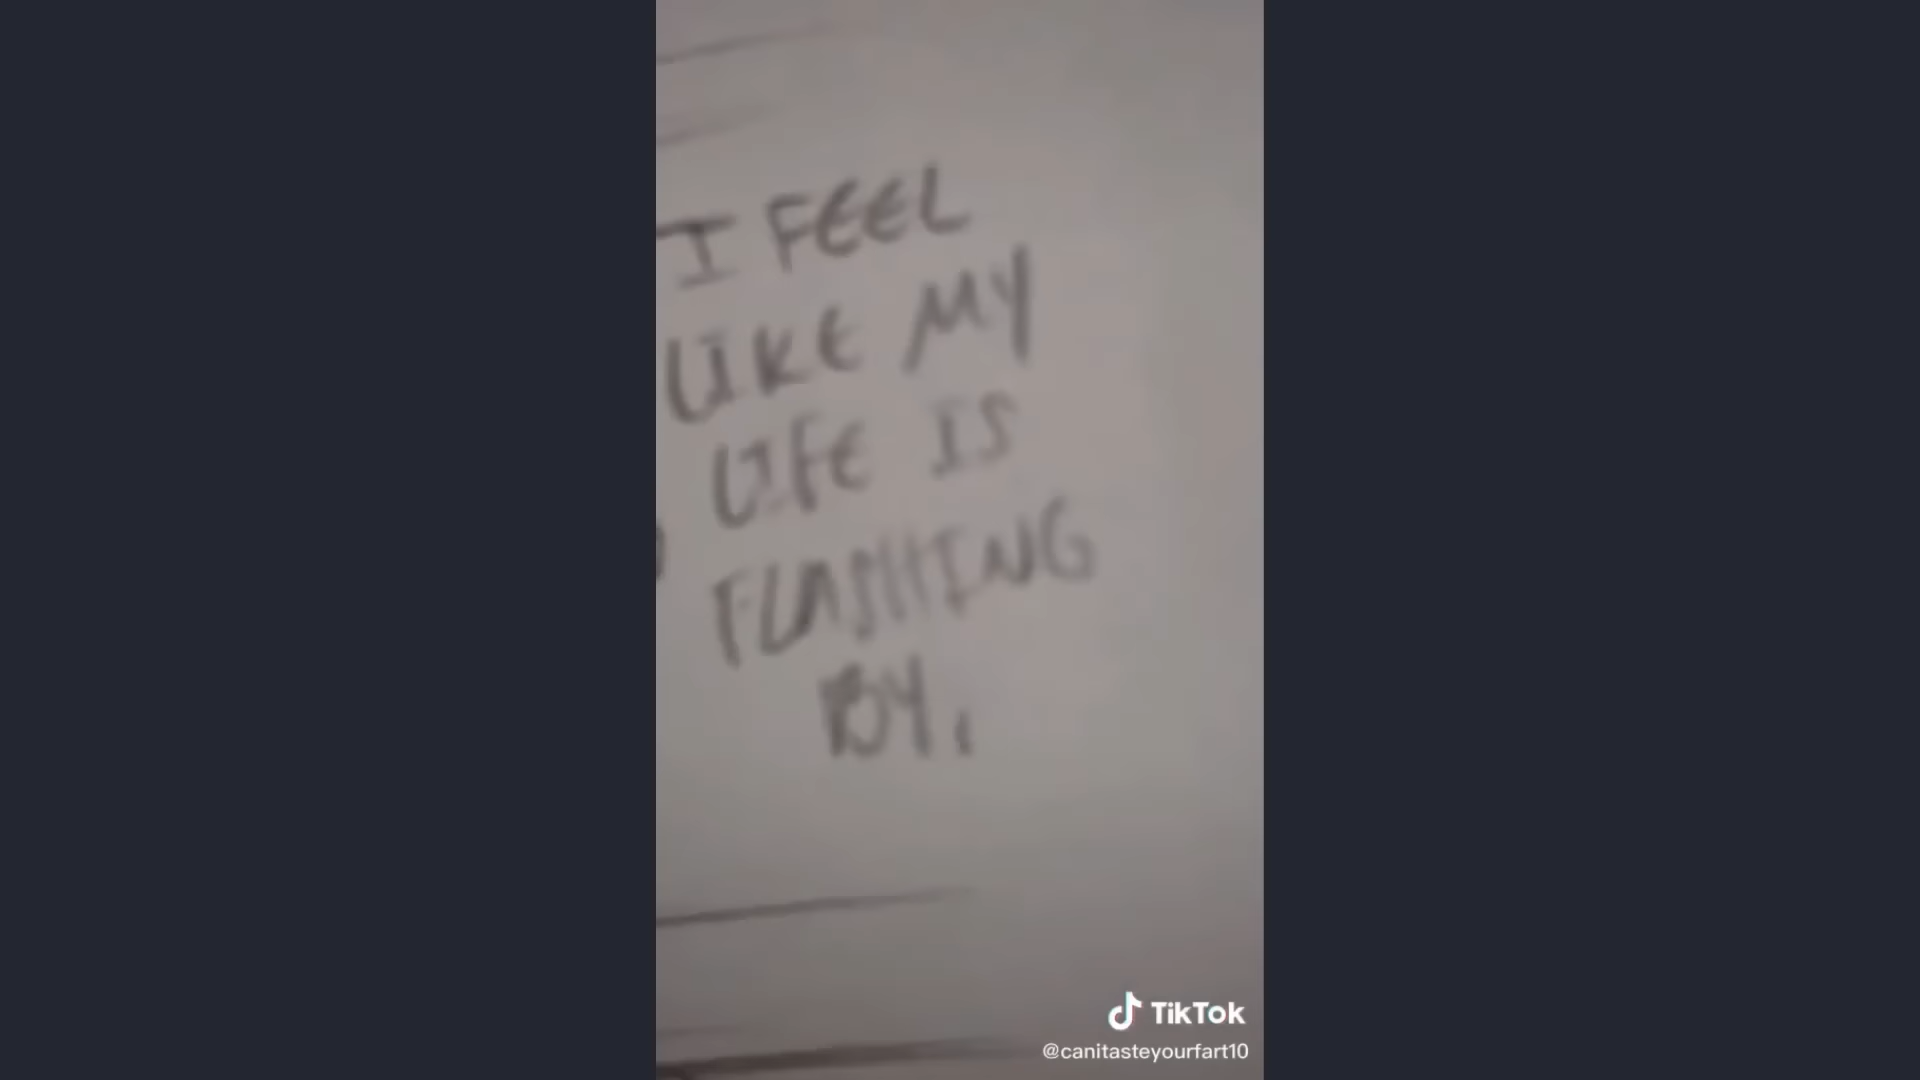 I FEEL
LIKE MY
LIFE IS
FLASHING
BY.
TikTok
@canitasteyourfart10